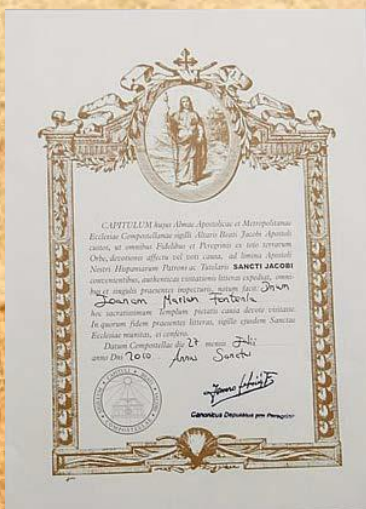 CAPITULUM hujus Almae Apostolicae et Metropolitanae
Ecclesiae Compostellanae sigilli Altaris Beati Jacobi Apostoli
custos, ut omnibus Fidelibus et Peregrinis ex toto terrarum
Orbe, devotionis affectu vel voti causa, ad limina Apostoli
Nostri Hispaniarum Patroni ac Tutelaris SANCTI JACOBI
convenientibus, authenticas visitationis litteras expediat, omni-
bus et singulis praesentes inspecturis, notum facit: Dnum
Joanem Mariam Fontenla
hoc sacratissimum Templum pietatis causa devote visitasse.
In quorum fidem praesentes litteras, sigillo ejusdem Sanctae
Ecclesiae munitas, ei confero.
Datum Compostellae die 27 mensis Julii
anno Dni 2010 Annus Sanctus
Canonicus Deputatus pro Peregrinis